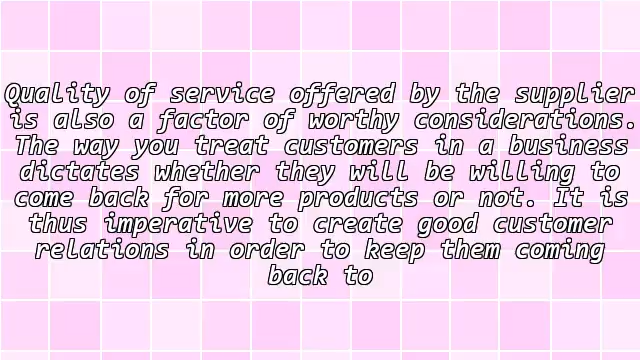 Quality of service offered by the supplier
is also a factor of worthy considerations.
The way you treat customers in a business
dictates whether they will be willing to
come back for more products or not. It is
thus imperative to create good customer
relations in order to keep them coming
back to